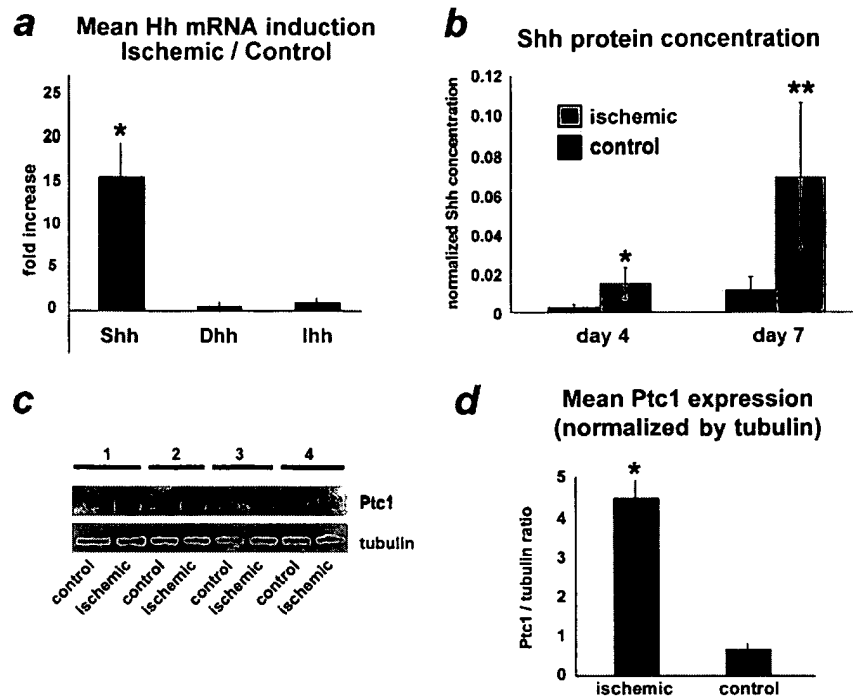 a
Mean Hh mRNA induction
Ischemic / Control
25
20
15
10
5
0
fold increase
*
Shh
Dhh
Ihh
b
Shh protein concentration
0.12
0.10
0.08
0.06
0.04
0.02
0
normalized Shh concentration
ischemic
control
*
**
day 4
day 7
c
1
2
3
4
Ptc1
tubulin
control
ischemic
control
ischemic
control
ischemic
control
ischemic
d
Mean Ptc1 expression
(normalized by tubulin)
5
4
3
2
1
0
Ptc1 / tubulin ratio
*
ischemic
control